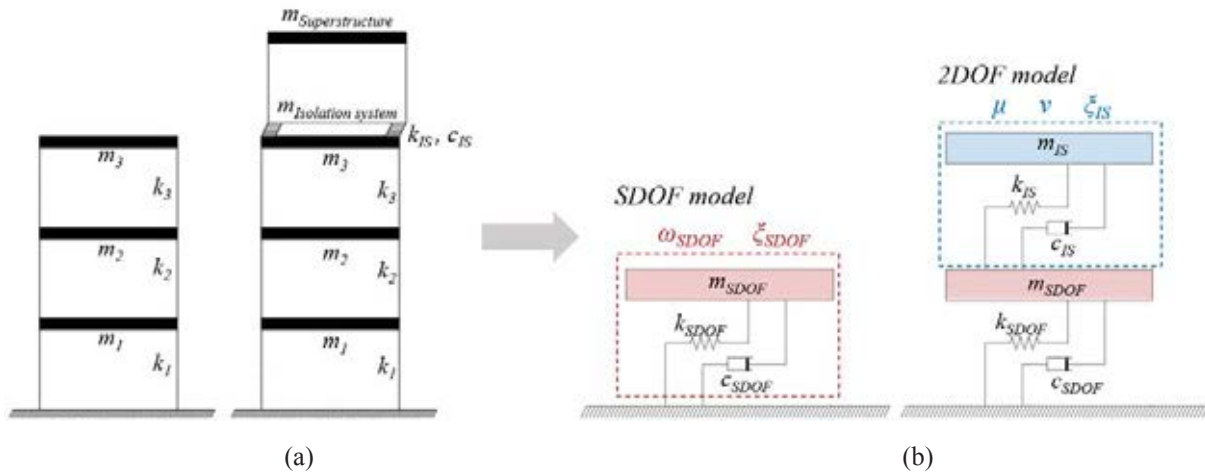 m_Superstructure
m_Isolation system
k_IS, c_IS
m_3
k_3
m_2
k_2
m_1
k_1
m_3
k_3
m_2
k_2
m_1
k_1
(a)
SDOF model
ω_SDOF ξ_SDOF
m_SDOF
k_SDOF
c_SDOF
2DOF model
μ ν ξ_IS
m_IS
k_IS
c_IS
m_SDOF
k_SDOF
c_SDOF
(b)